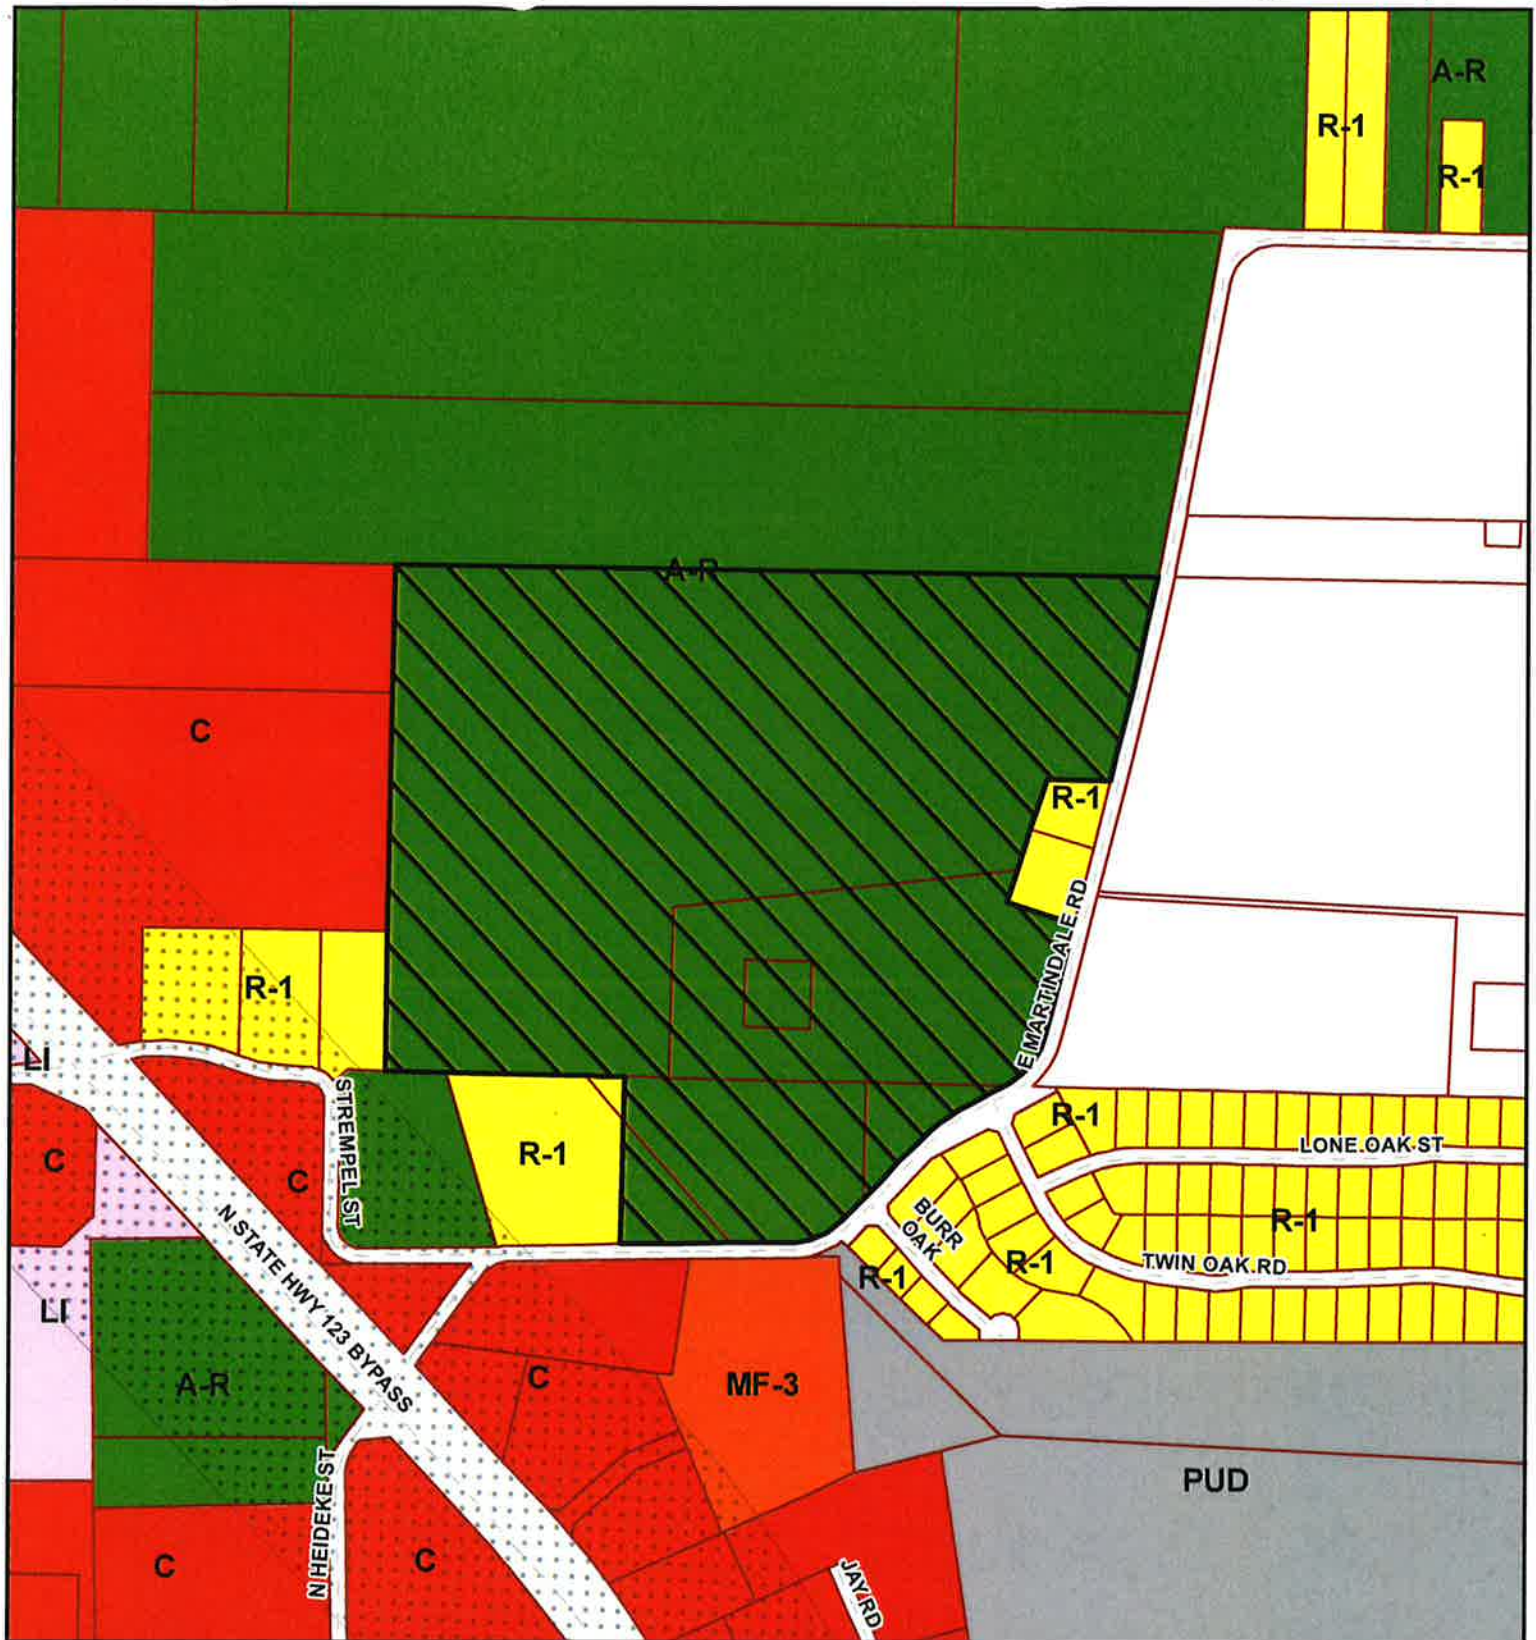 A-R
R-1
R-1
A-R
C
R-1
R-1
E MARTINDALE RD
LI
STREMPEL ST
R-1
R-1
LONE OAK ST
C
C
BURR
OAK
R-1
R-1
R-1
TWIN OAK RD
LI
N STATE HWY 123 BYPASS
A-R
C
MF-3
PUD
N HEIDEKE ST
C
C
JAY RD